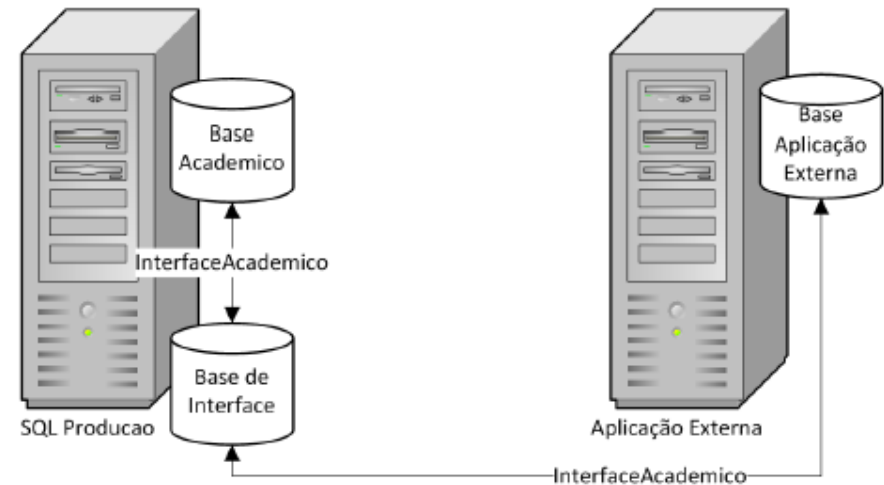 Base
Academico
InterfaceAcademico
Base de
Interface
SQL Producao
Base
Aplicação
Externa
Aplicação Externa
InterfaceAcademico